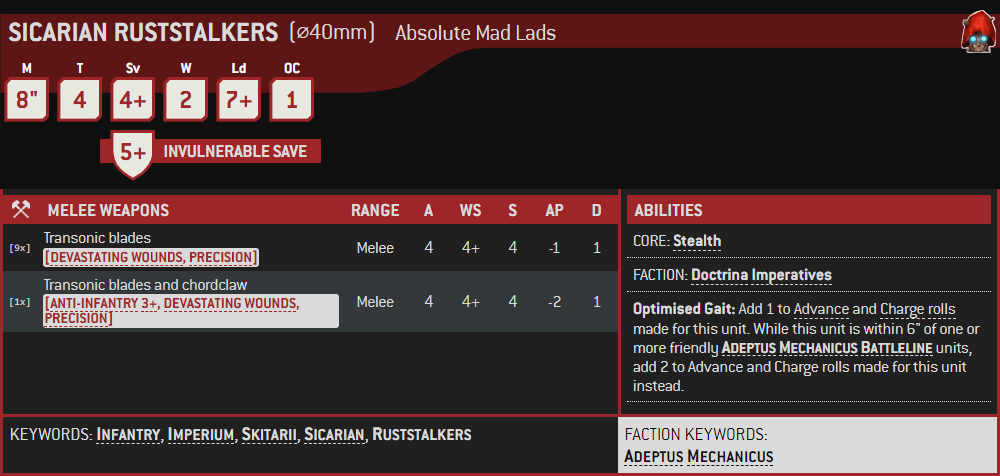 SICARIAN RUSTSTALKERS (⌀40mm) Absolute Mad Lads
M T Sv W Ld OC
8" 4 4+ 2 7+ 1
5+ INVULNERABLE SAVE
MELEE WEAPONS RANGE A WS S AP D
[9x] Transonic blades Melee 4 4+ 4 -1 1
[DEVASTATING WOUNDS, PRECISION]
[1x] Transonic blades and chordclaw Melee 4 4+ 4 -2 1
[ANTI-INFANTRY 3+, DEVASTATING WOUNDS,
PRECISION]
ABILITIES
CORE: Stealth
FACTION: Doctrina Imperatives
Optimised Gait: Add 1 to Advance and Charge rolls
made for this unit. While this unit is within 6" of one or
more friendly ADEPTUS MECHANICUS BATTLELINE units,
add 2 to Advance and Charge rolls made for this unit
instead.
KEYWORDS: INFANTRY, IMPERIUM, SKITARII, SICARIAN, RUSTSTALKERS
FACTION KEYWORDS:
ADEPTUS MECHANICUS